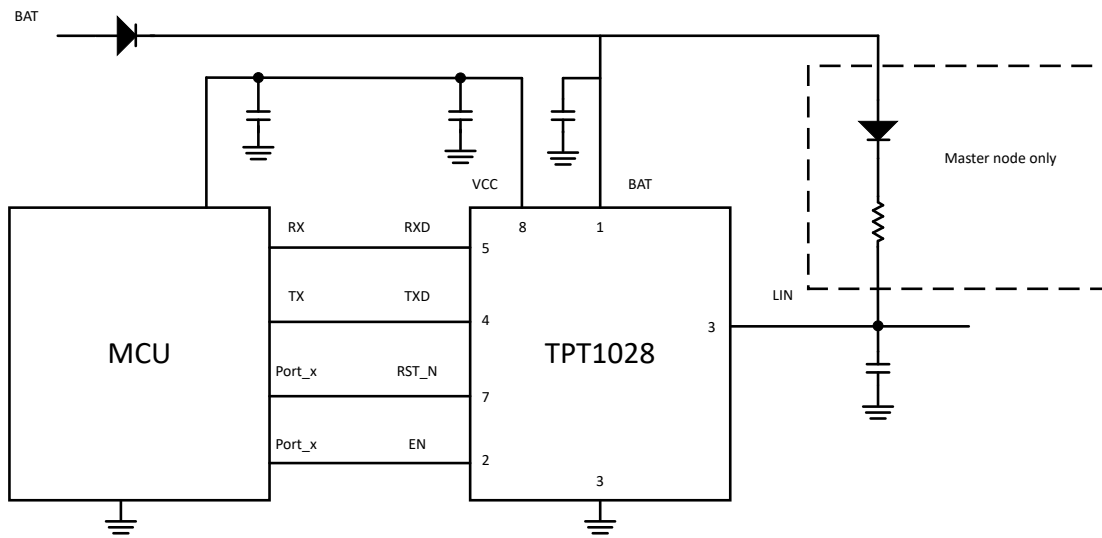 BAT
Master node only
VCC
BAT
8
1
RX
RXD
5
TX
TXD
4
LIN
3
MCU
TPT1028
Port_x
RST_N
7
Port_x
EN
2
3